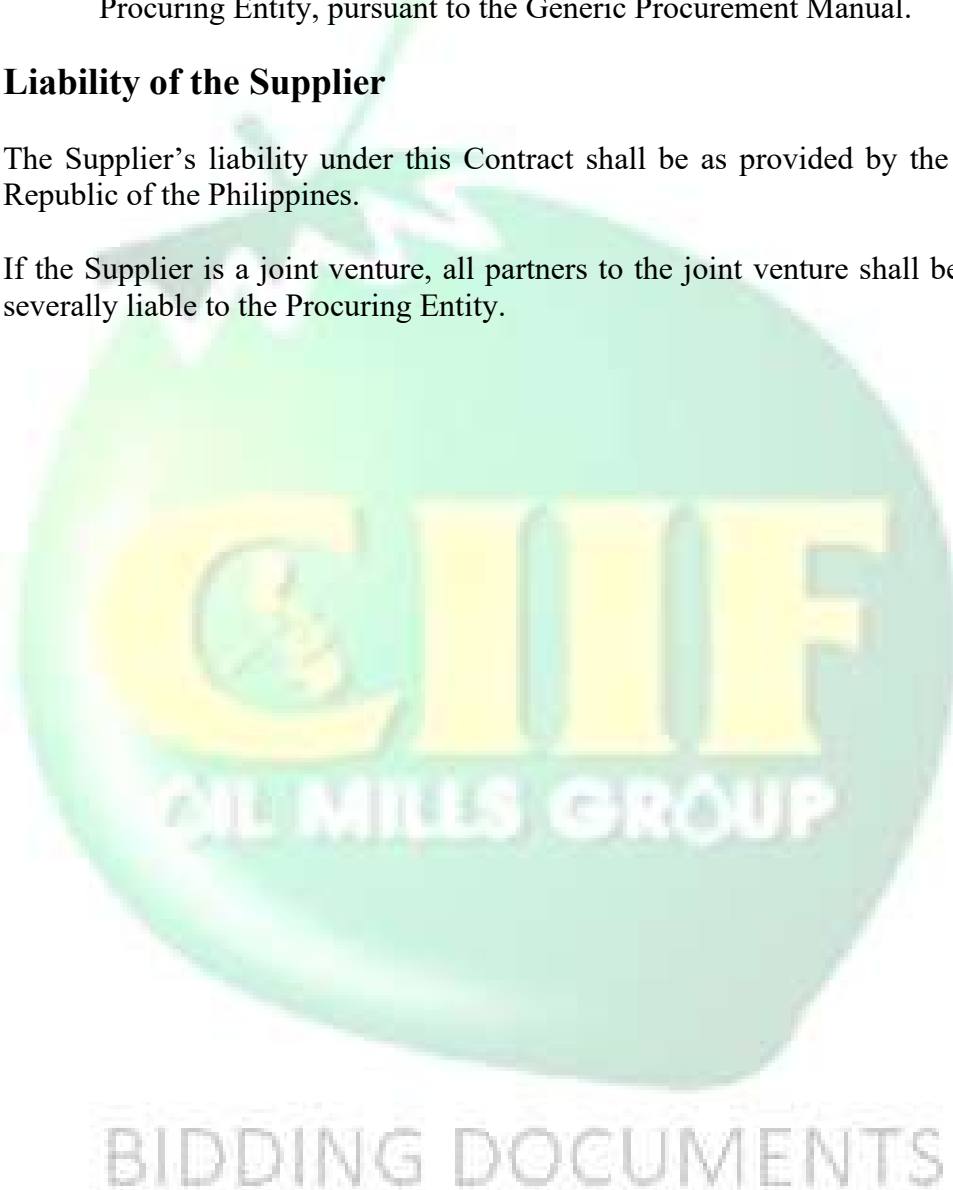 Procuring Entity, pursuant to the Generic Procurement Manual.
Liability of the Supplier
The Supplier’s liability under this Contract shall be as provided by the
Republic of the Philippines.
If the Supplier is a joint venture, all partners to the joint venture shall be
severally liable to the Procuring Entity.
CIIF
OIL MILLS GROUP
BIDDING DOCUMENTS